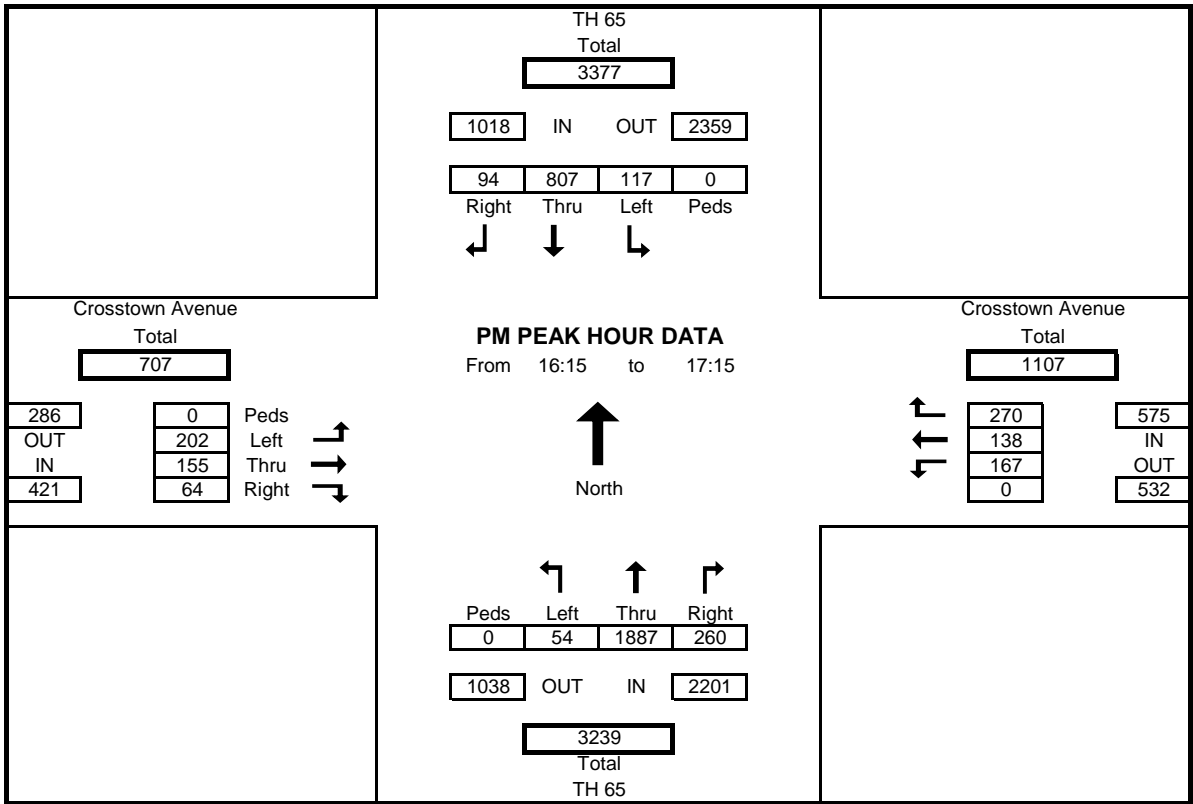 TH 65
Total
3377
1018 IN OUT 2359
94 807 117 0
Right Thru Left Peds
Crosstown Avenue
Total
707
286 0 Peds
OUT 202 Left
IN 155 Thru
421 64 Right
PM PEAK HOUR DATA
From 16:15 to 17:15
North
Crosstown Avenue
Total
1107
270 575
138 IN
167 OUT
0 532
Peds Left Thru Right
0 54 1887 260
1038 OUT IN 2201
3239
Total
TH 65